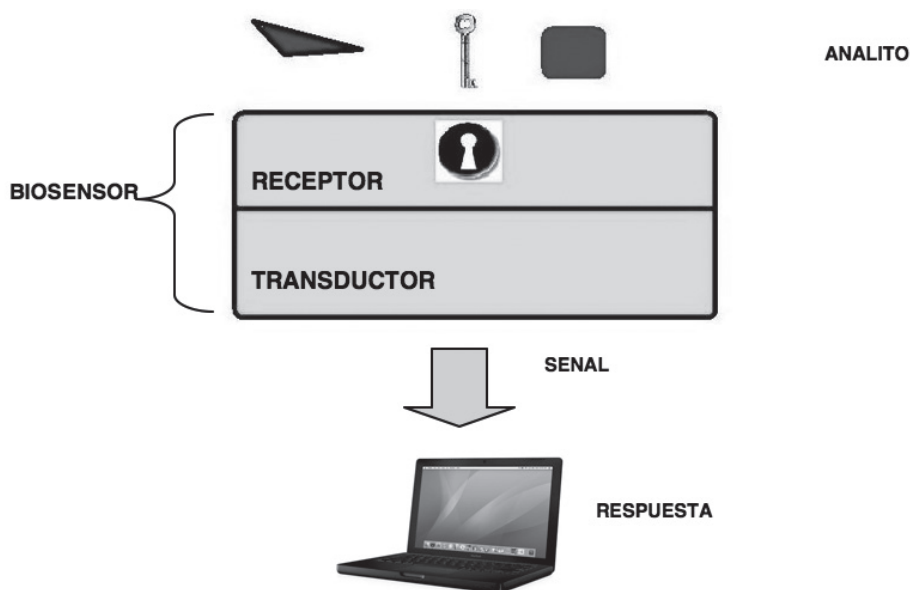 ANALITO
RECEPTOR
BIOSENSOR
TRANSDUCTOR
SENAL
RESPUESTA